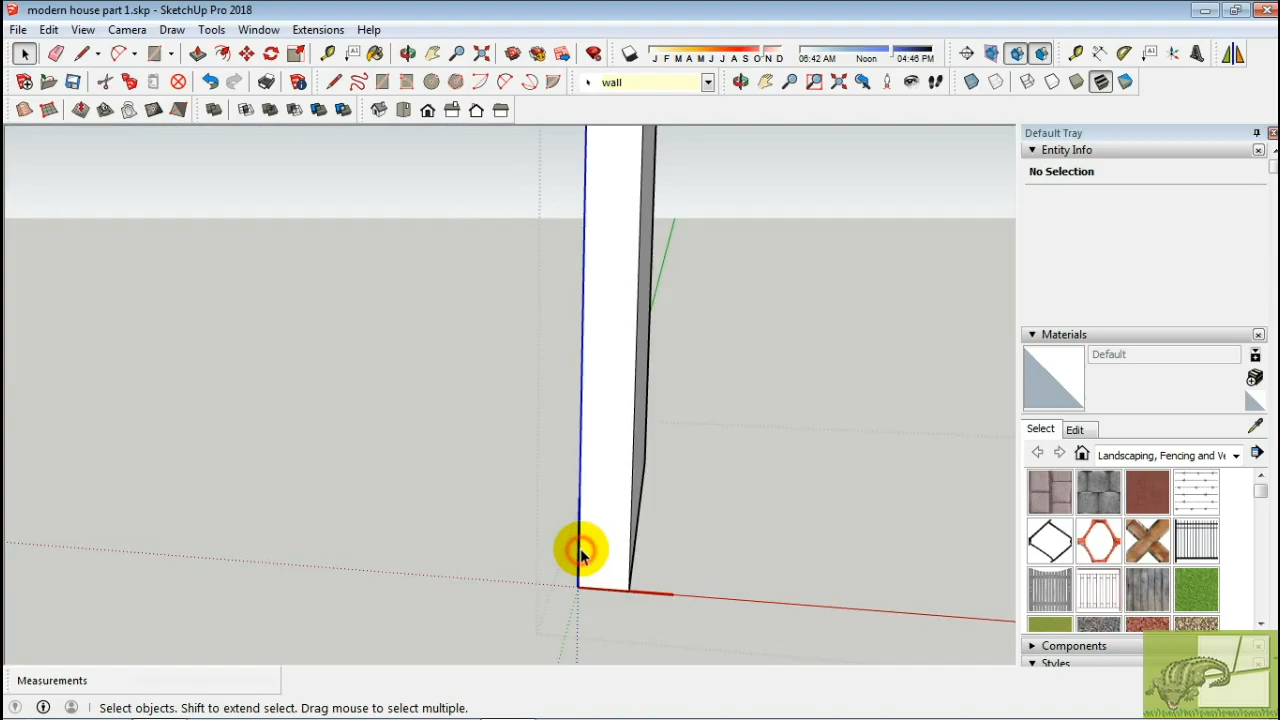 modern house part 1.skp - SketchUp Pro 2018
File Edit View Camera Draw Tools Window Help Extensions
J F M A M J J A S O N D
06:42 AM Noon 04:46 PM
wall
Default Tray
Entity Info
No Selection
Materials
Default
Select Edit
Landscaping, Fencing and Ve
Components
Styles
Measurements
Select objects. Shift to extend select. Drag mouse to select multiple.